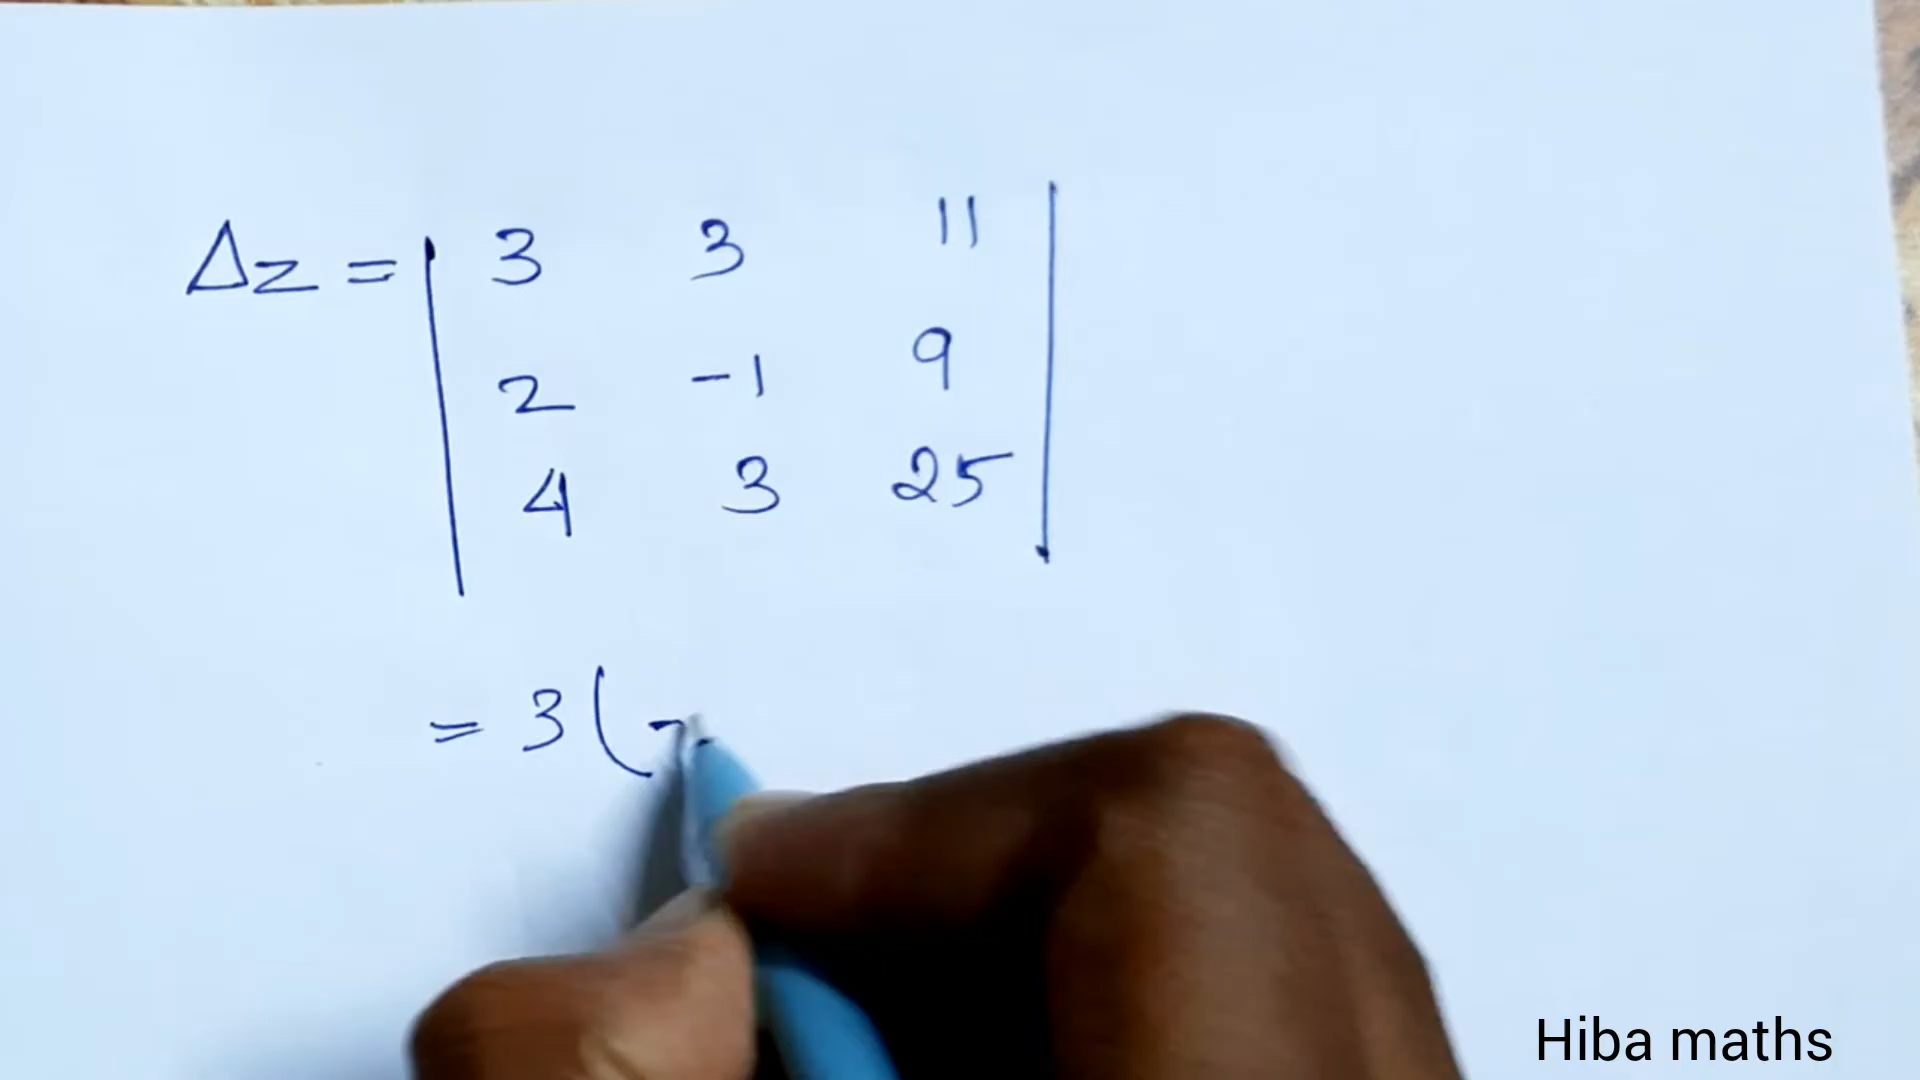 Δz = | 3 3 11 |
2 -1 9
4 3 25
= 3 ( -
Hiba maths